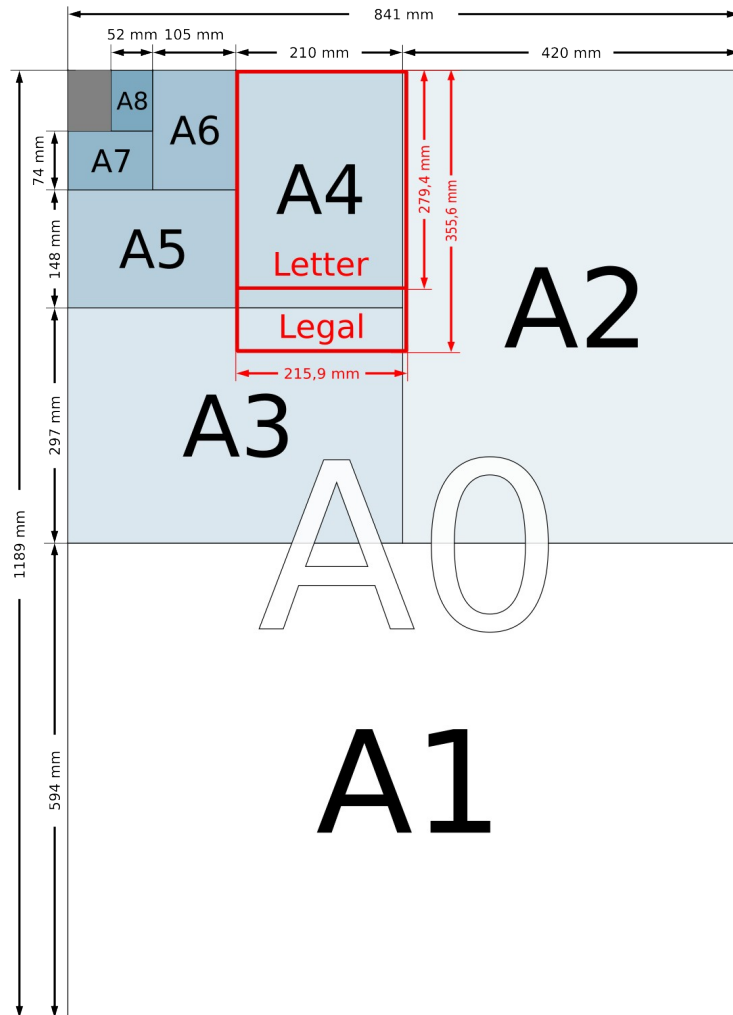 841 mm
52 mm
105 mm
210 mm
420 mm
A8
A6
A7
A4
A5
Letter
Legal
A2
A3
A0
A1
74 mm
148 mm
297 mm
1189 mm
594 mm
279,4 mm
355,6 mm
215,9 mm